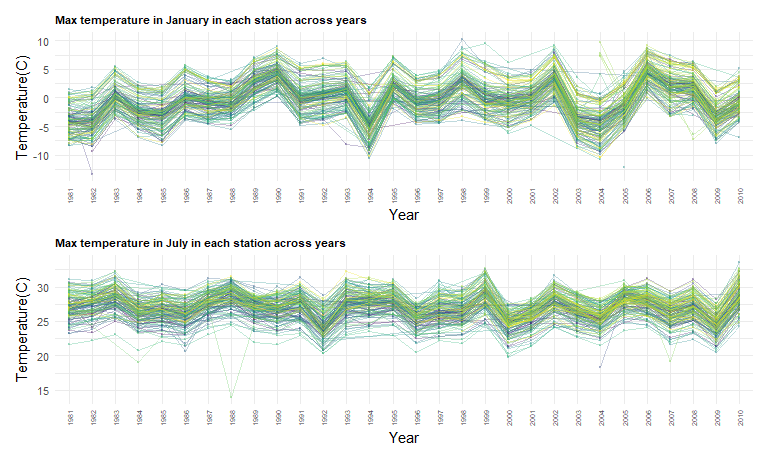 Max temperature in January in each station across years
Temperature(C)
10
5
0
-5
-10
1981 1982 1983 1984 1985 1986 1987 1988 1989 1990 1991 1992 1993 1994 1995 1996 1997 1998 1999 2000 2001 2002 2003 2004 2005 2006 2007 2008 2009 2010
Year
Max temperature in July in each station across years
Temperature(C)
30
25
20
15
1981 1982 1983 1984 1985 1986 1987 1988 1989 1990 1991 1992 1993 1994 1995 1996 1997 1998 1999 2000 2001 2002 2003 2004 2005 2006 2007 2008 2009 2010
Year